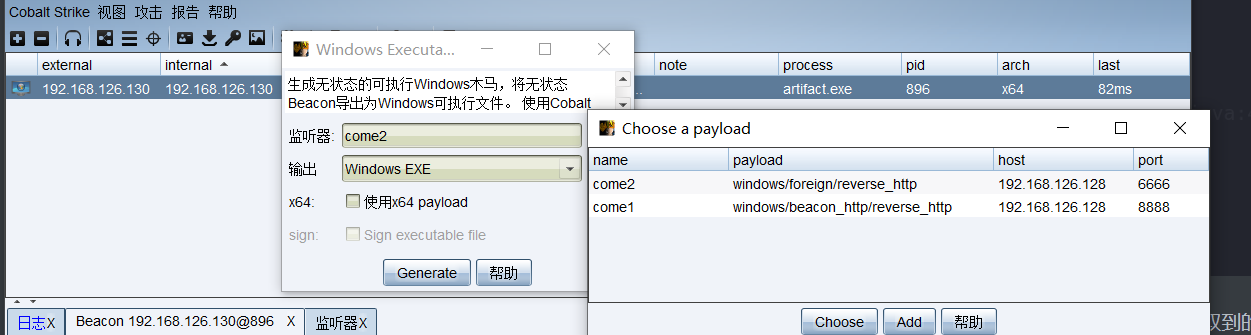 Cobalt Strike 视图 攻击 报告 帮助
external internal note process pid arch last
192.168.126.130 192.168.126.130 artifact.exe 896 x64 82ms
Windows Executa...
生成无状态的可执行Windows木马，将无状态
Beacon导出为Windows可执行文件。 使用Cobalt
监听器: come2
输出 Windows EXE
x64: 使用x64 payload
sign: Sign executable file
Generate 帮助
Choose a payload
name payload host port
come2 windows/foreign/reverse_http 192.168.126.128 6666
come1 windows/beacon_http/reverse_http 192.168.126.128 8888
Choose Add 帮助
日志X Beacon 192.168.126.130@896 X 监听器X
到的